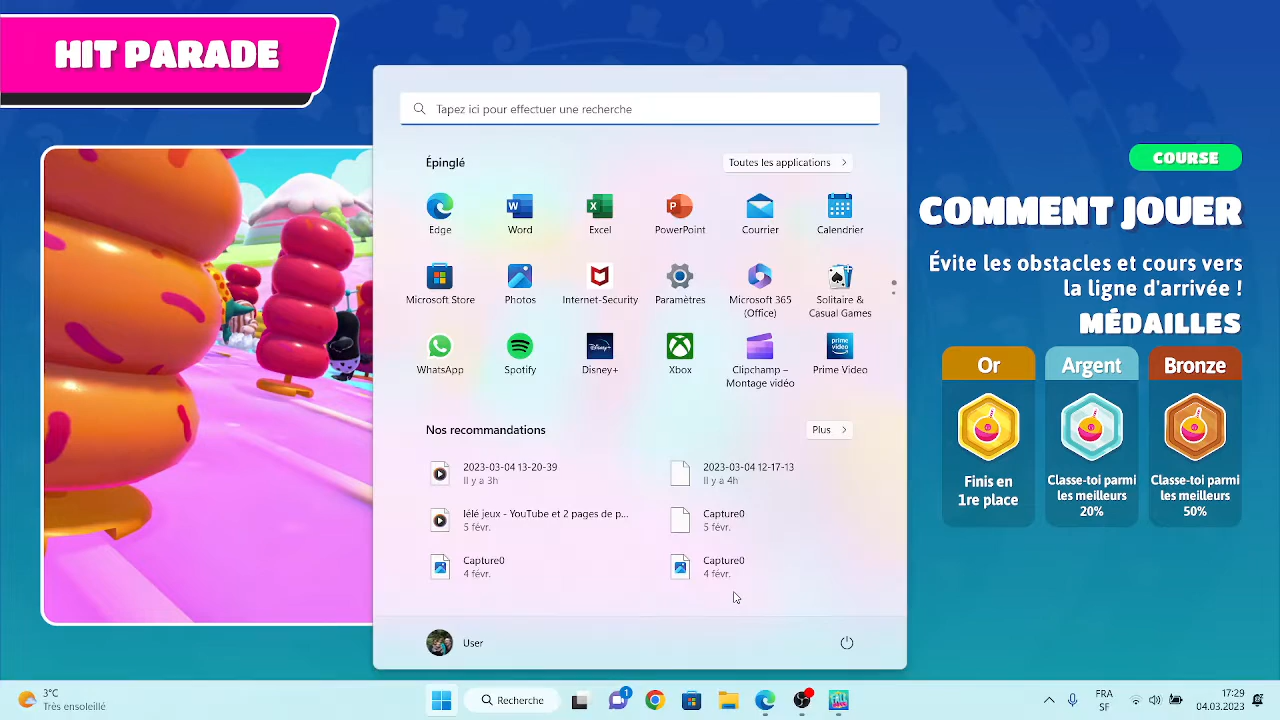 HIT PARADE
Tapez ici pour effectuer une recherche
Épinglé
Toutes les applications
Edge
Word
Excel
PowerPoint
Courrier
Calendrier
Microsoft Store
Photos
Internet-Security
Paramètres
Microsoft 365
(Office)
Solitaire &
Casual Games
WhatsApp
Spotify
Disney+
Xbox
Clipchamp –
Montage vidéo
prime
video
Prime Video
Nos recommandations
Plus
2023-03-04 13-20-39
Il y a 3h
2023-03-04 12-17-13
Il y a 4h
lélé jeux - YouTube et 2 pages de p...
5 févr.
Capture0
5 févr.
Capture0
4 févr.
Capture0
4 févr.
User
COURSE
COMMENT JOUER
Évite les obstacles et cours vers
la ligne d'arrivée !
MÉDAILLES
Or
Argent
Bronze
Finis en
1re place
Classe-toi parmi
les meilleurs
20%
Classe-toi parmi
les meilleurs
50%
3°C
Très ensoleillé
Recherche
1
FRA
SF
17:29
04.03.2023